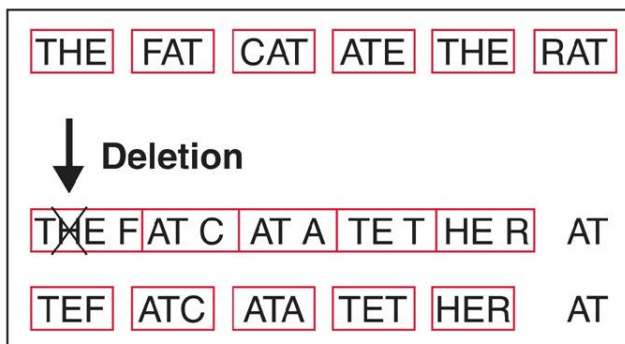 THE FAT CAT ATE THE RAT
Deletion
THE F AT C AT A TE T HE R AT
TEF ATC ATA TET HER AT